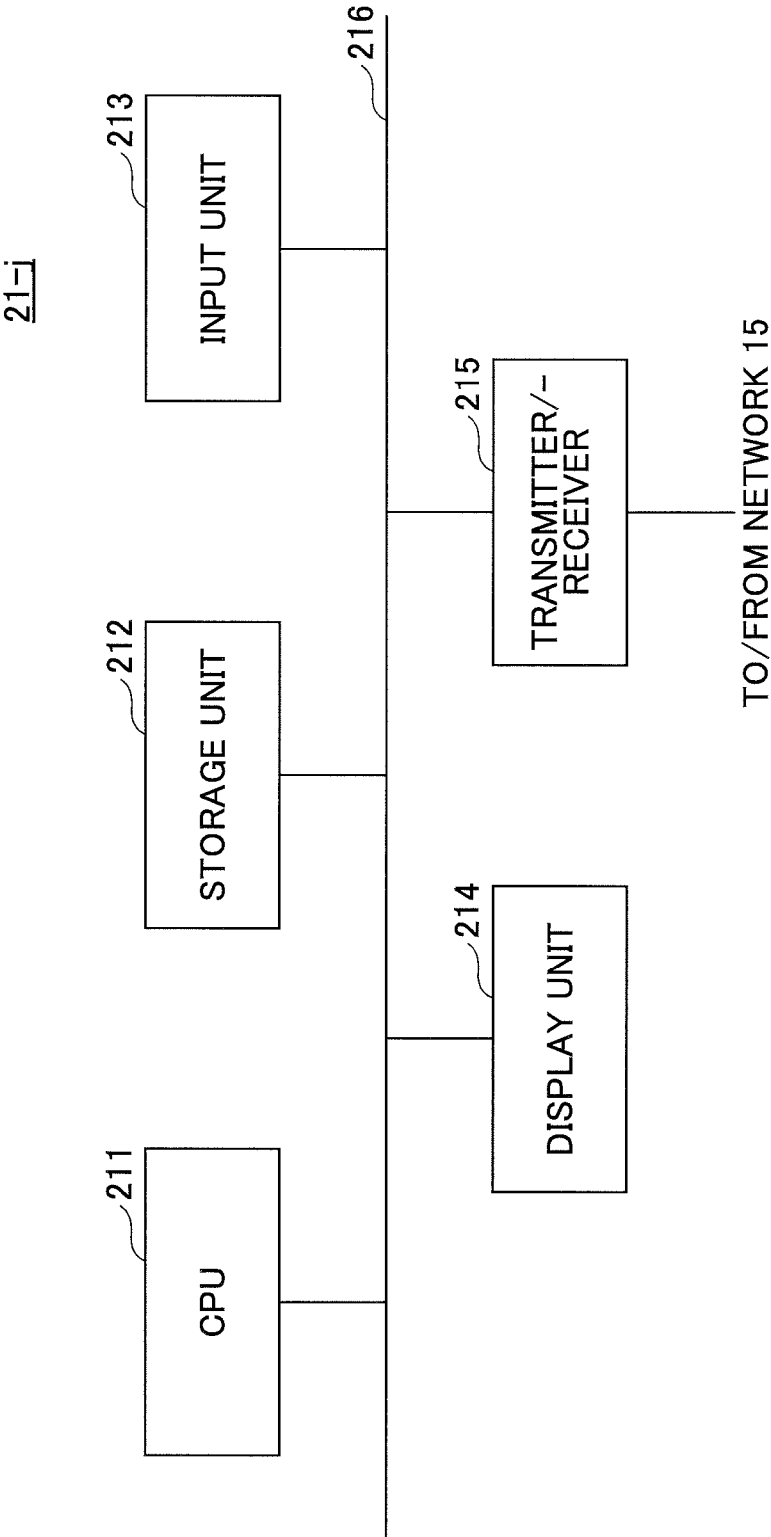 21-j
211
CPU
212
STORAGE UNIT
213
INPUT UNIT
216
214
DISPLAY UNIT
215
TRANSMITTER/-
RECEIVER
TO/FROM NETWORK 15